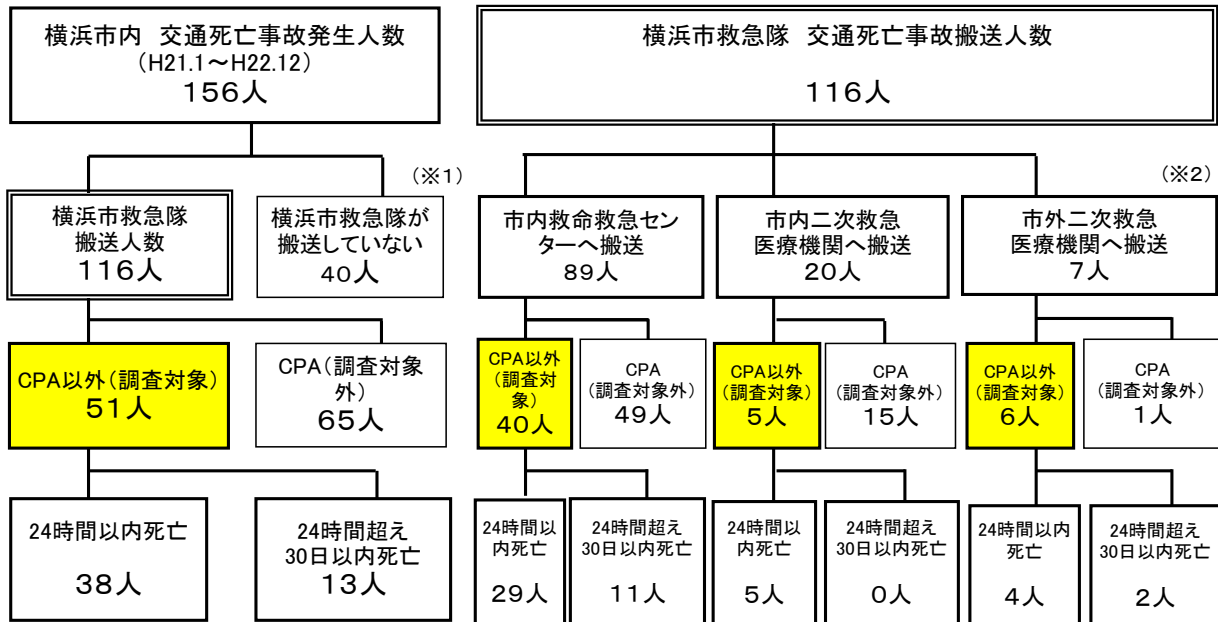 横浜市内 交通死亡事故発生人数
(H21.1～H22.12)
156人
横浜市救急隊 交通死亡事故搬送人数
116人
(※1)
横浜市救急隊
搬送人数
116人
横浜市救急隊が
搬送していない
40人
(※2)
市内救命救急セン
ターへ搬送
89人
市内二次救急
医療機関へ搬送
20人
市外二次救急
医療機関へ搬送
7人
CPA以外(調査対象)
51人
CPA(調査対象
外)
65人
CPA以外
(調査対
象)
40人
CPA
(調査対象外)
49人
CPA以外
(調査対象)
5人
CPA
(調査対象外)
15人
CPA以外
(調査対象)
6人
CPA
(調査対象外)
1人
24時間以内死亡
38人
24時間超え
30日以内死亡
13人
24時間以
内死亡
29人
24時間超え
30日以内死亡
11人
24時間以
内死亡
5人
24時間超え
30日以内死亡
0人
24時間以内
死亡
4人
24時間超え
30日以内死亡
2人